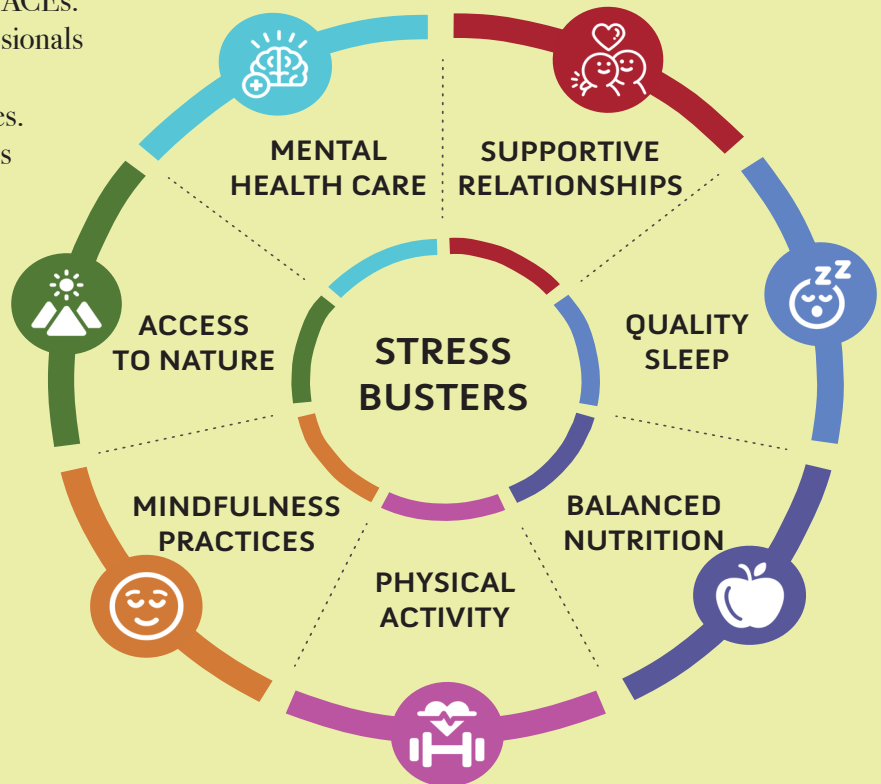 ACEs.
sionals
es.
s
MENTAL
HEALTH CARE
SUPPORTIVE
RELATIONSHIPS
QUALITY
SLEEP
BALANCED
NUTRITION
PHYSICAL
ACTIVITY
MINDFULNESS
PRACTICES
ACCESS
TO NATURE
STRESS
BUSTERS
zz